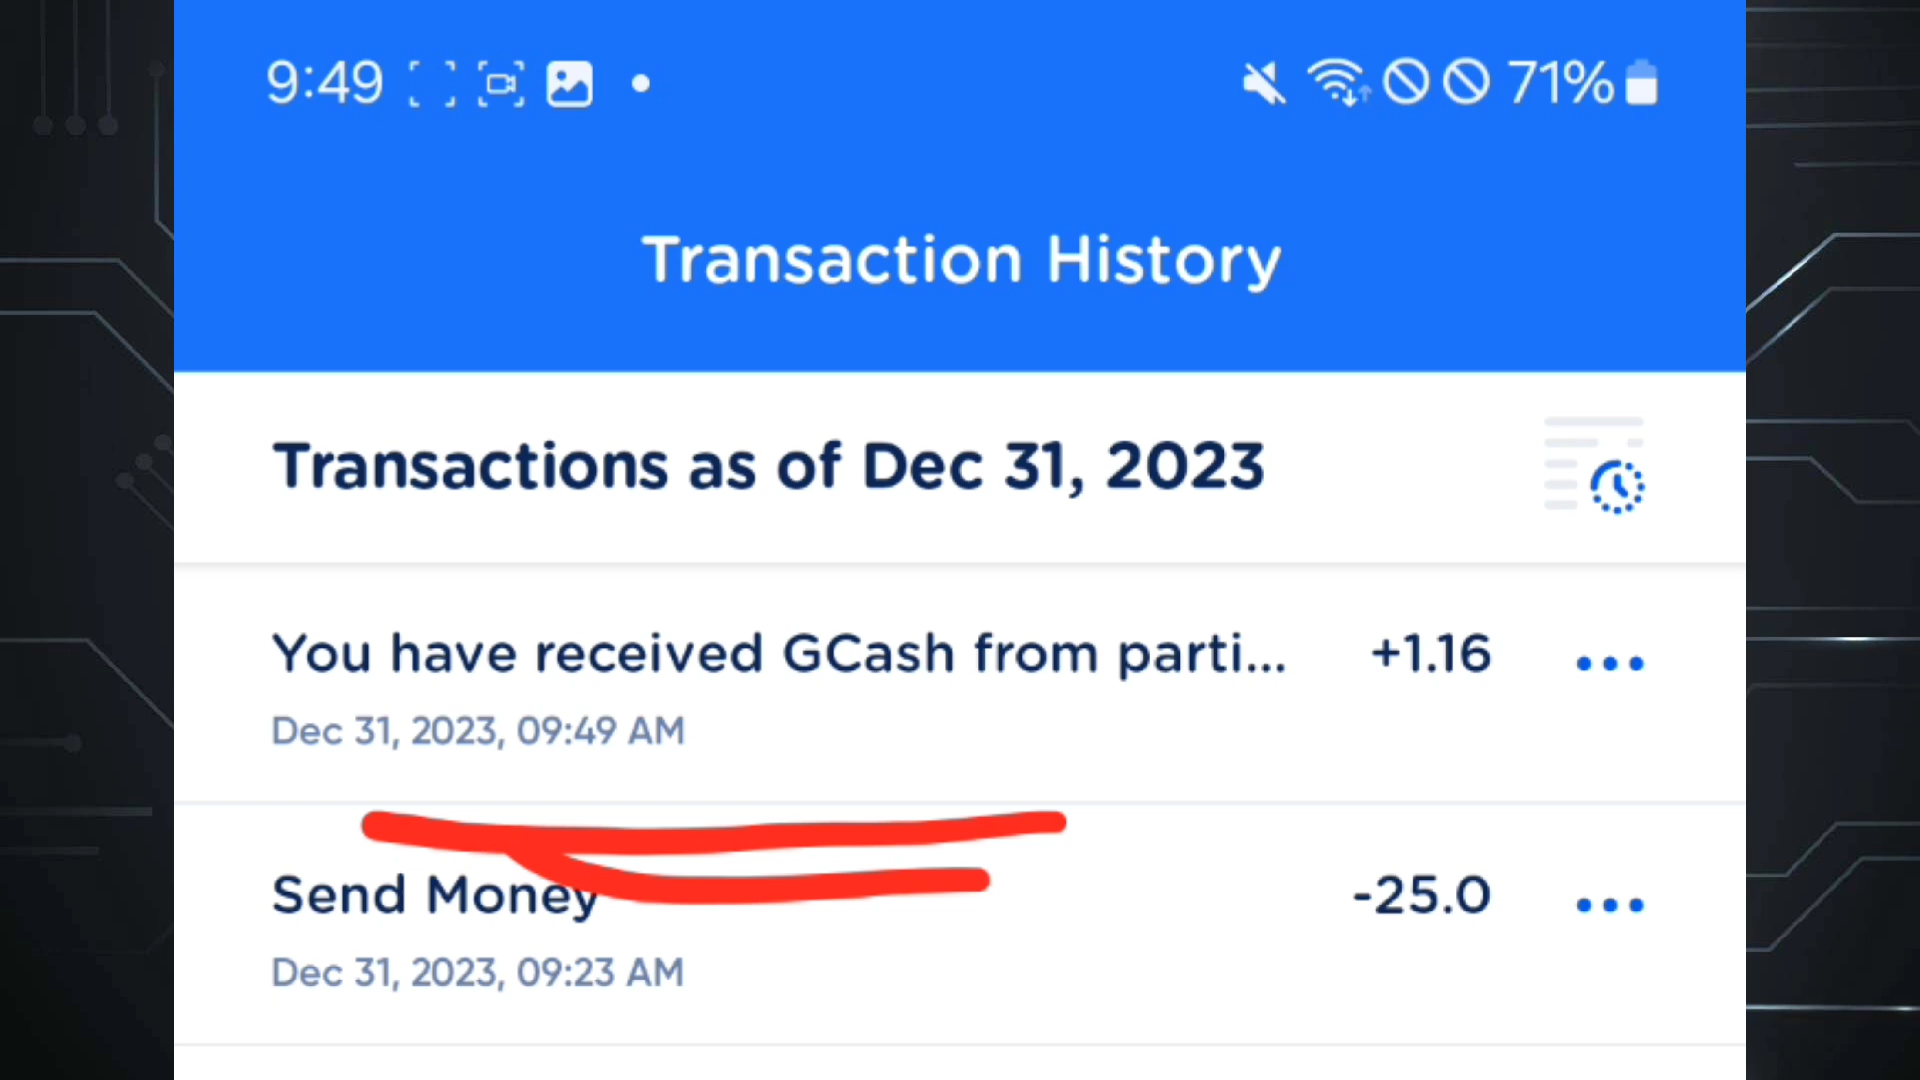 9:49
71%
Transaction History
Transactions as of Dec 31, 2023
You have received GCash from parti... +1.16
Dec 31, 2023, 09:49 AM
Send Money -25.0
Dec 31, 2023, 09:23 AM